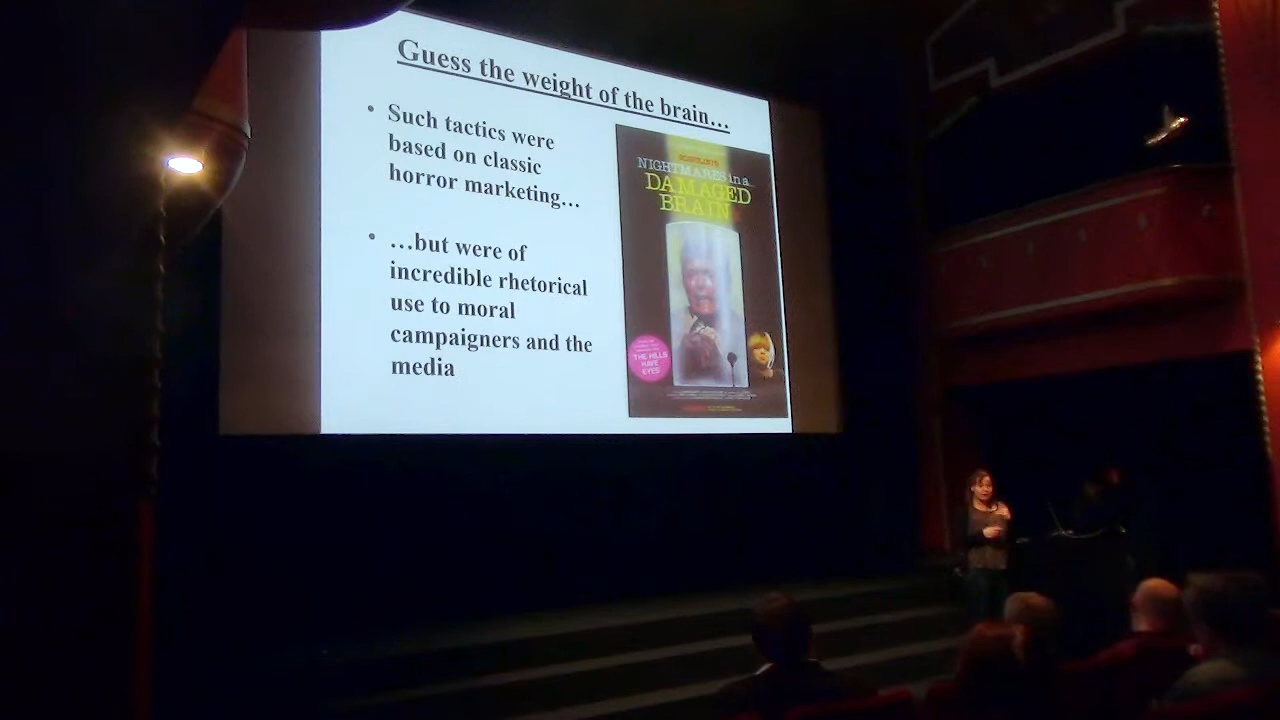 Guess the weight of the brain…
• Such tactics were
based on classic
horror marketing…
• …but were of
incredible rhetorical
use to moral
campaigners and the
media
NIGHTMARES in a
DAMAGED
BRAIN
THE HILLS
HAVE
EYES